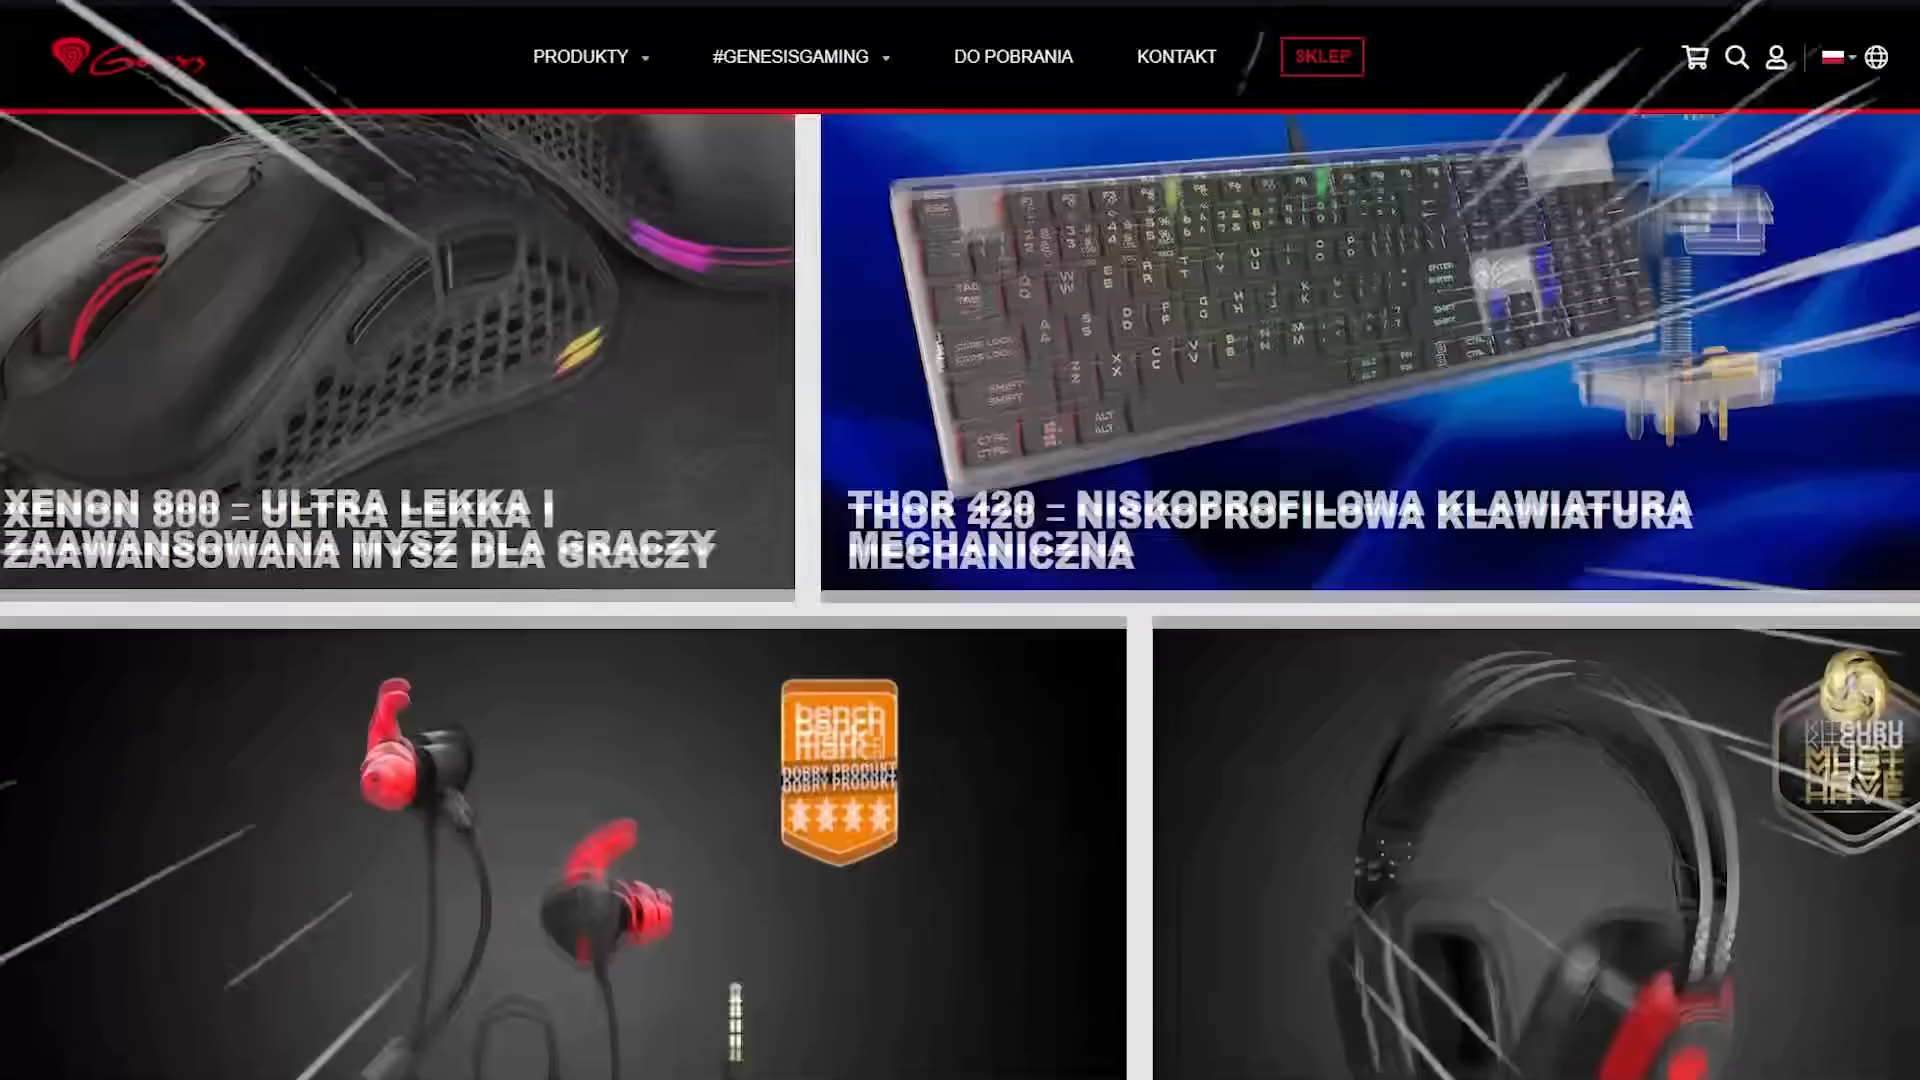 Genesis
PRODUKTY
#GENESISGAMING
DO POBRANIA
KONTAKT
SKLEP
XENON 800 – ULTRA LEKKA I
ZAAWANSOWANA MYSZ DLA GRACZY
THOR 420 – NISKOPROFILOWA KLAWIATURA
MECHANICZNA
benchmark
DOBRY PRODUKT
KITGURU
MUST
HAVE